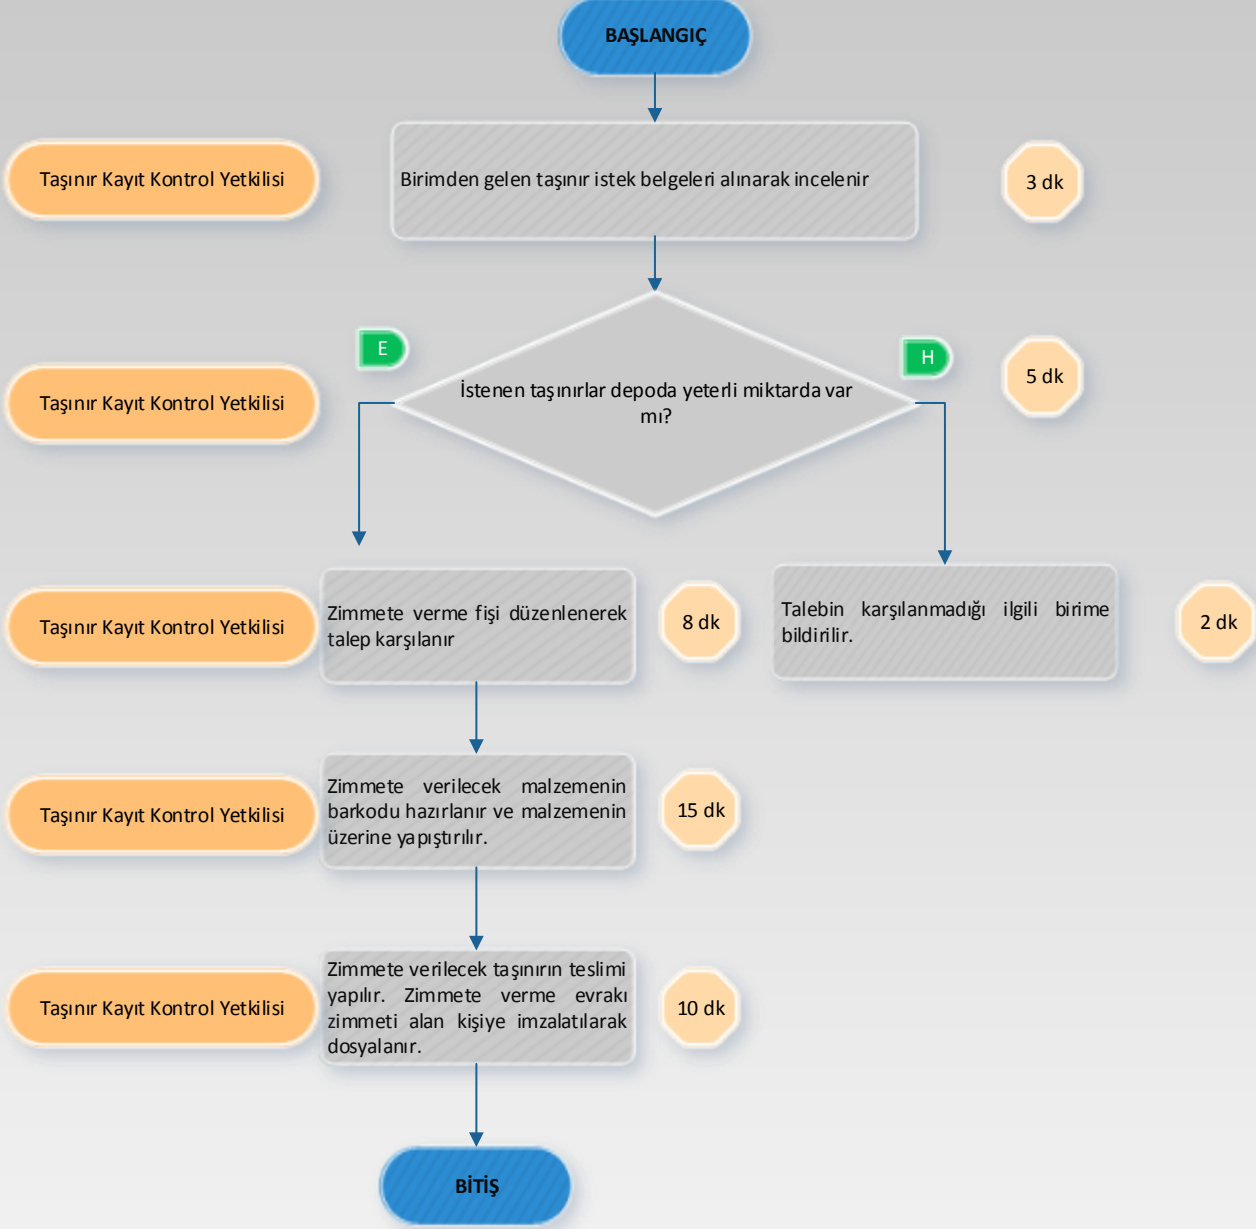 BAŞLANGIÇ
Taşınır Kayıt Kontrol Yetkilisi
Birimden gelen taşınır istek belgeleri alınarak incelenir
3 dk
E
H
Taşınır Kayıt Kontrol Yetkilisi
İstenen taşınırlar depoda yeterli miktarda var
mı?
5 dk
Taşınır Kayıt Kontrol Yetkilisi
Zimmete verme fişi düzenlenerek
talep karşılanır
8 dk
Talebin karşılanmadığı ilgili birime
bildirilir.
2 dk
Taşınır Kayıt Kontrol Yetkilisi
Zimmete verilecek malzemenin
barkodu hazırlanır ve malzemenin
üzerine yapıştırılır.
15 dk
Taşınır Kayıt Kontrol Yetkilisi
Zimmete verilecek taşınırın teslimi
yapılır. Zimmete verme evrakı
zimmeti alan kişiye imzalatılarak
dosyalanır.
10 dk
BİTİŞ